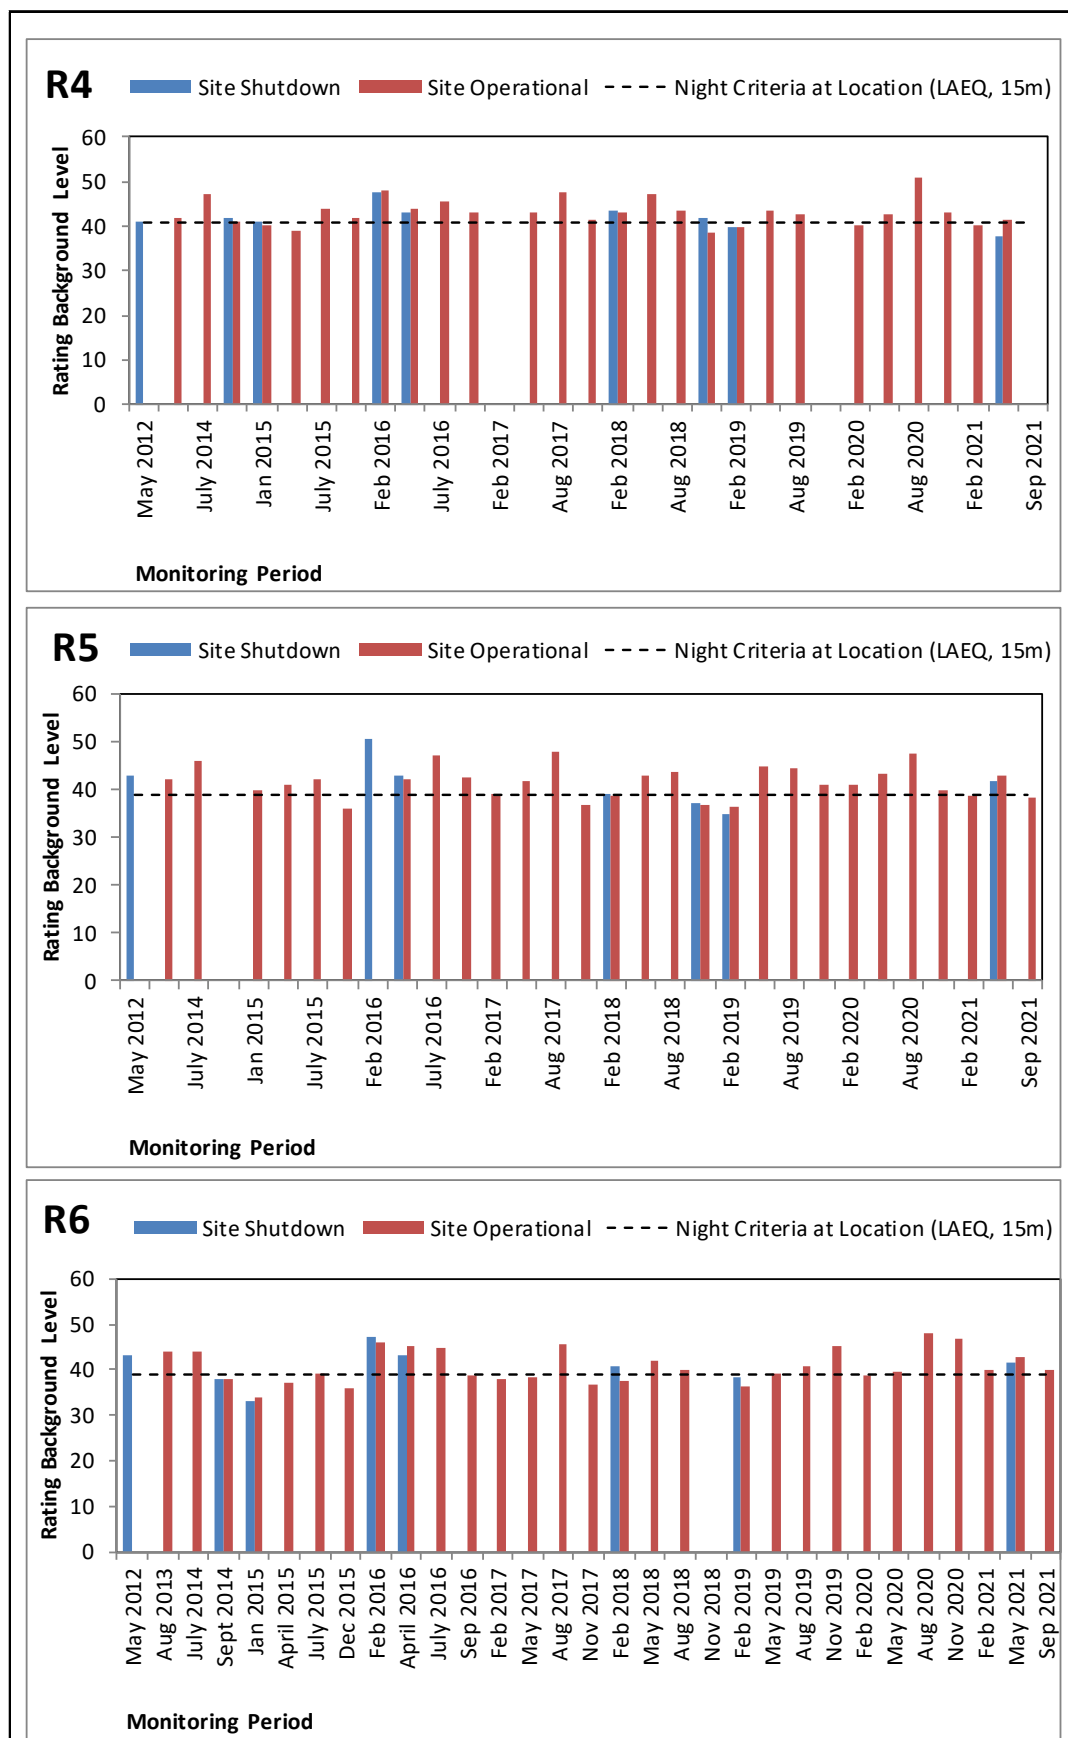 R4
Site Shutdown Site Operational Night Criteria at Location (LAEQ, 15m)
Rating Background Level
60
50
40
30
20
10
0
May 2012 July 2014 Jan 2015 July 2015 Feb 2016 July 2016 Feb 2017 Aug 2017 Feb 2018 Aug 2018 Feb 2019 Aug 2019 Feb 2020 Aug 2020 Feb 2021 Sep 2021
Monitoring Period
R5
Site Shutdown Site Operational Night Criteria at Location (LAEQ, 15m)
Rating Background Level
60
50
40
30
20
10
0
May 2012 July 2014 Jan 2015 July 2015 Feb 2016 July 2016 Feb 2017 Aug 2017 Feb 2018 Aug 2018 Feb 2019 Aug 2019 Feb 2020 Aug 2020 Feb 2021 Sep 2021
Monitoring Period
R6
Site Shutdown Site Operational Night Criteria at Location (LAEQ, 15m)
Rating Background Level
60
50
40
30
20
10
0
May 2012 Aug 2013 July 2014 Sept 2014 Jan 2015 April 2015 July 2015 Dec 2015 Feb 2016 April 2016 July 2016 Sep 2016 Feb 2017 May 2017 Aug 2017 Nov 2017 Feb 2018 May 2018 Aug 2018 Nov 2018 Feb 2019 May 2019 Aug 2019 Nov 2019 Feb 2020 May 2020 Aug 2020 Nov 2020 Feb 2021 May 2021 Sep 2021
Monitoring Period